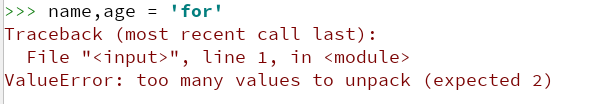 >>> name,age = 'for'
Traceback (most recent call last):
  File "<input>", line 1, in <module>
ValueError: too many values to unpack (expected 2)